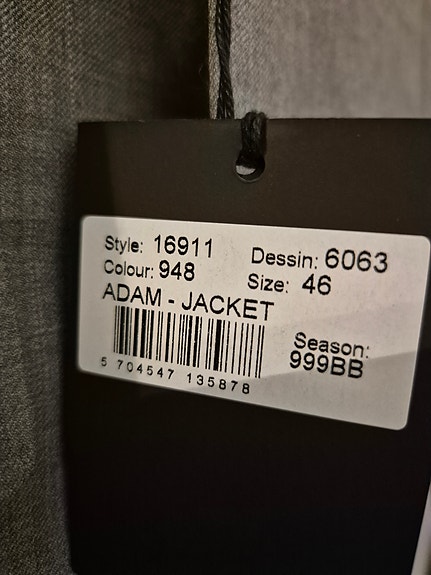 Style: 16911 Dessin: 6063
Colour: 948 Size: 46
ADAM - JACKET
Season:
999BB
5 704547 135878